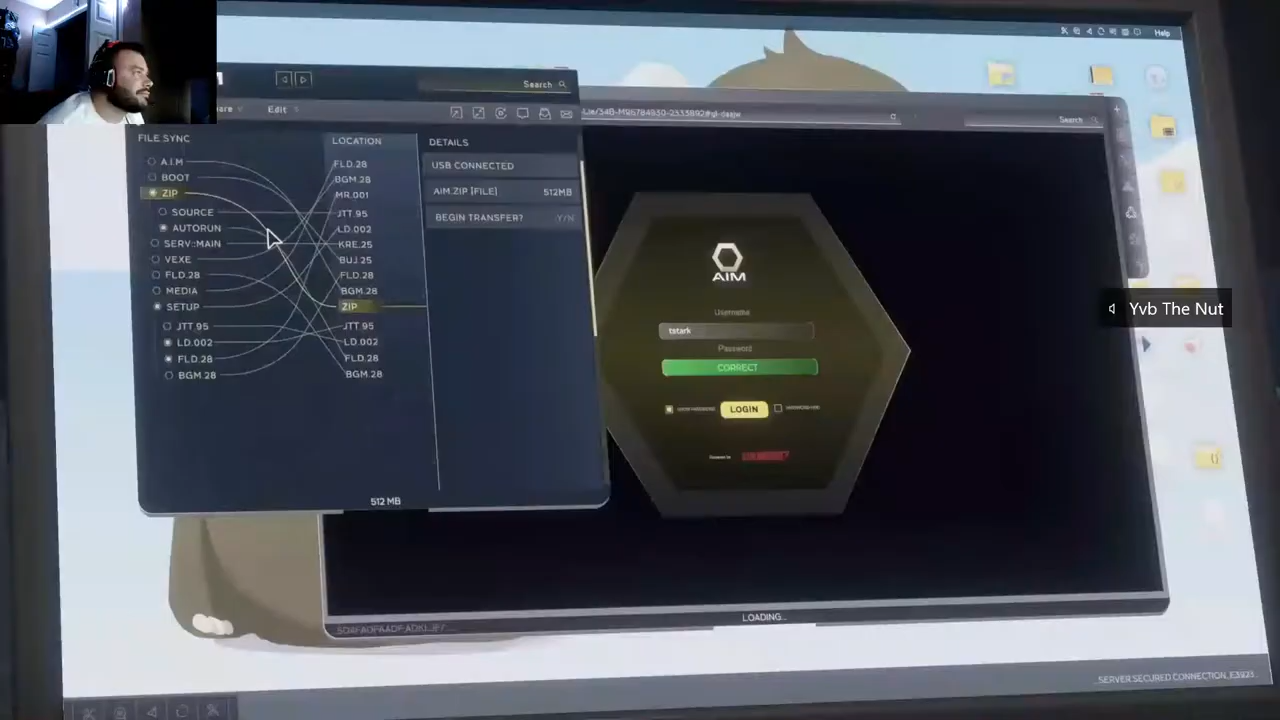 Help
Search
Edit
Search
FILE SYNC
LOCATION
DETAILS
A.I.M
BOOT
ZIP
SOURCE
AUTORUN
SERV::MAIN
VEXE
FLD.28
MEDIA
SETUP
JTT.95
LD.002
FLD.28
BGM.28
FLD.28
BGM.28
MR.001
JTT.95
LD.002
KRE.25
BUJ.25
FLD.28
BGM.28
ZIP
JTT.95
LD.002
FLD.28
BGM.28
USB CONNECTED
AIM.ZIP [FILE] 512MB
BEGIN TRANSFER? Y/N
512 MB
AIM
Username
tstark
Password
CORRECT
LOGIN
Yvb The Nut
LOADING...